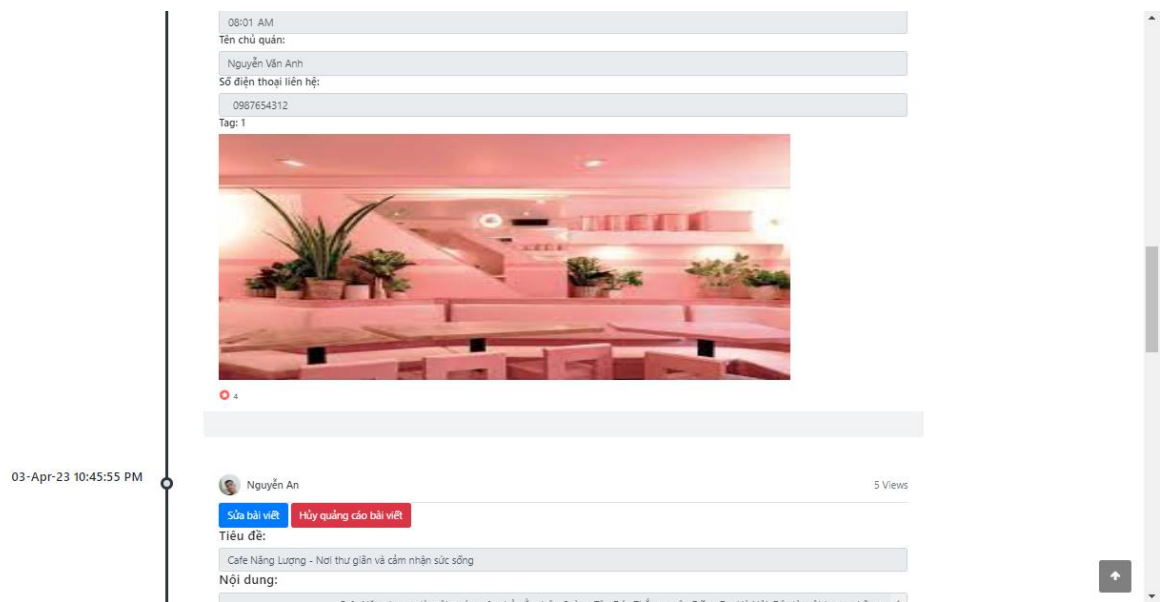 08:01 AM
Tên chủ quán:
Nguyễn Văn Anh
Số điện thoại liên hệ:
0987654312
Tag: 1
4
03-Apr-23 10:45:55 PM
Nguyễn An
5 Views
Sửa bài viết
Hủy quảng cáo bài viết
Tiêu đề:
Cafe Năng Lượng - Nơi thư giãn và cảm nhận sức sống
Nội dung: